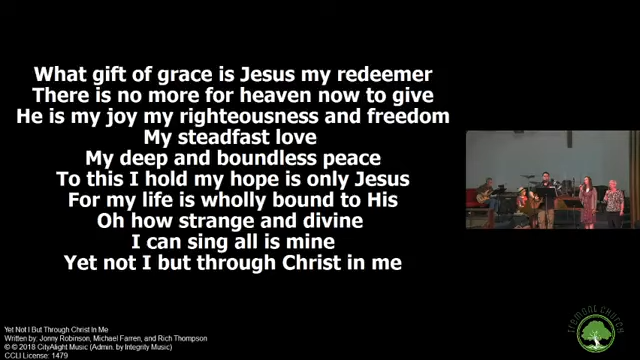 What gift of grace is Jesus my redeemer
There is no more for heaven now to give
He is my joy my righteousness and freedom
My steadfast love
My deep and boundless peace
To this I hold my hope is only Jesus
For my life is wholly bound to His
Oh how strange and divine
I can sing all is mine
Yet not I but through Christ in me
Yet Not I But Through Christ In Me
Written by: Jonny Robinson, Michael Farren, and Rich Thompson
© © 2018 CityAlight Music (Admin. by Integrity Music)
CCLI License: 1479
Fremont Church